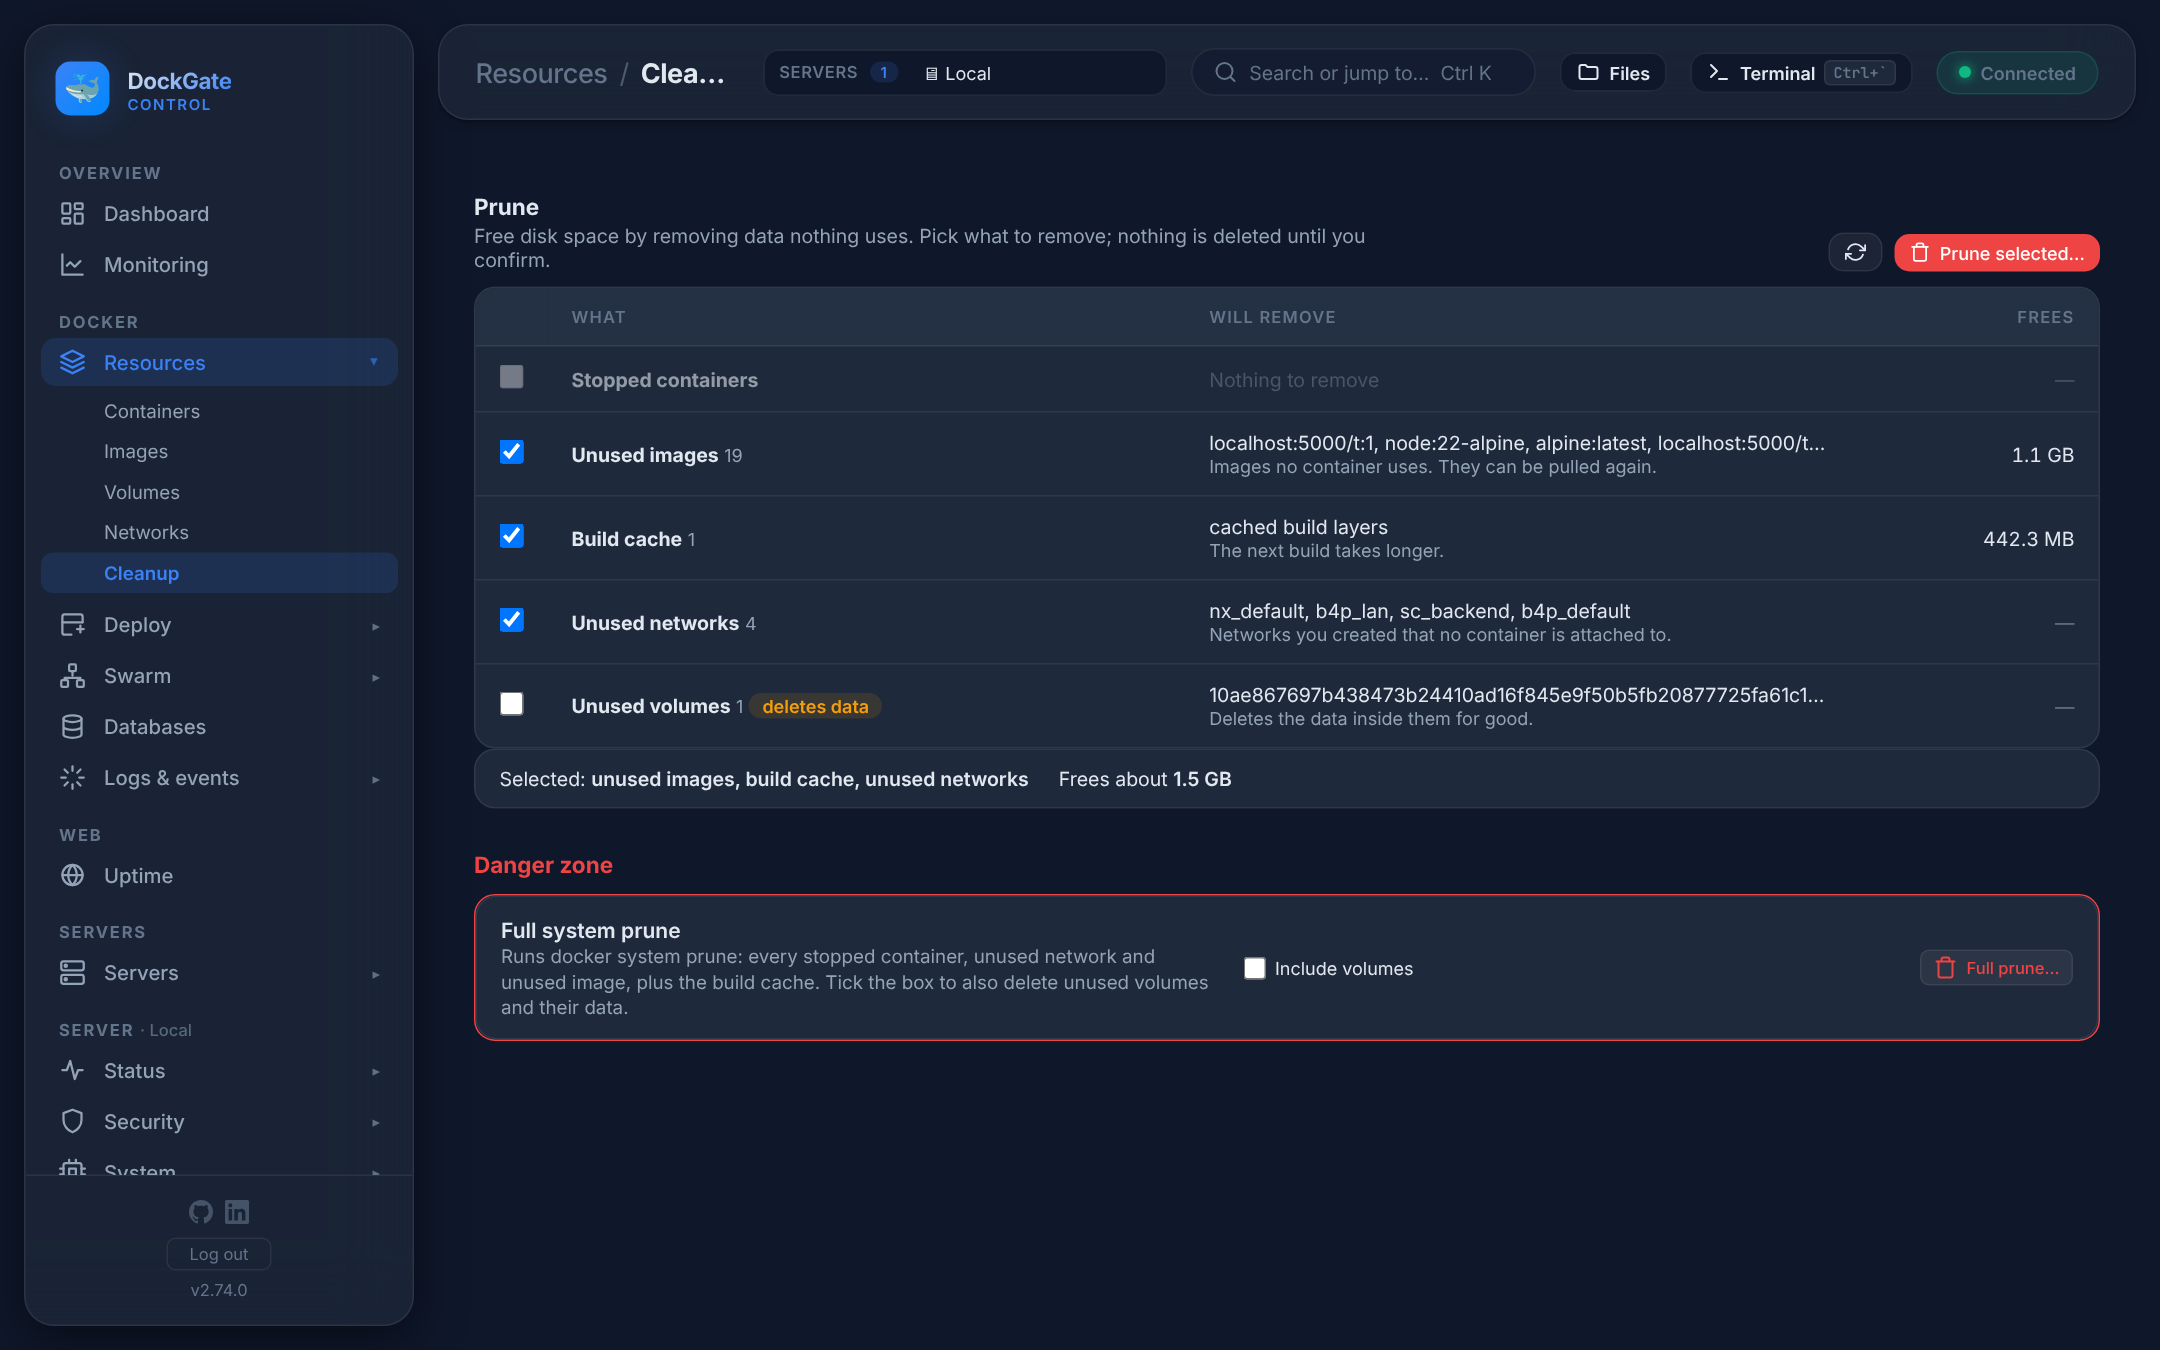 DockGate
CONTROL
OVERVIEW
Dashboard
Monitoring
DOCKER
Resources
Containers
Images
Volumes
Networks
Cleanup
Deploy
Swarm
Databases
Logs & events
WEB
Uptime
SERVERS
Servers
SERVER · Local
Status
Security
System
Log out
v2.74.0
Resources / Clea...
SERVERS 1 Local
Search or jump to... Ctrl K
Files
Terminal Ctrl+`
Connected
Prune
Free disk space by removing data nothing uses. Pick what to remove; nothing is deleted until you
confirm.
Prune selected...
WHAT WILL REMOVE FREES
Stopped containers Nothing to remove —
Unused images 19 localhost:5000/t:1, node:22-alpine, alpine:latest, localhost:5000/t... 1.1 GB
Images no container uses. They can be pulled again.
Build cache 1 cached build layers 442.3 MB
The next build takes longer.
Unused networks 4 nx_default, b4p_lan, sc_backend, b4p_default —
Networks you created that no container is attached to.
Unused volumes 1 deletes data 10ae867697b438473b24410ad16f845e9f50b5fb20877725fa61c1... —
Deletes the data inside them for good.
Selected: unused images, build cache, unused networks Frees about 1.5 GB
Danger zone
Full system prune
Runs docker system prune: every stopped container, unused network and
unused image, plus the build cache. Tick the box to also delete unused volumes
and their data.
Include volumes
Full prune...